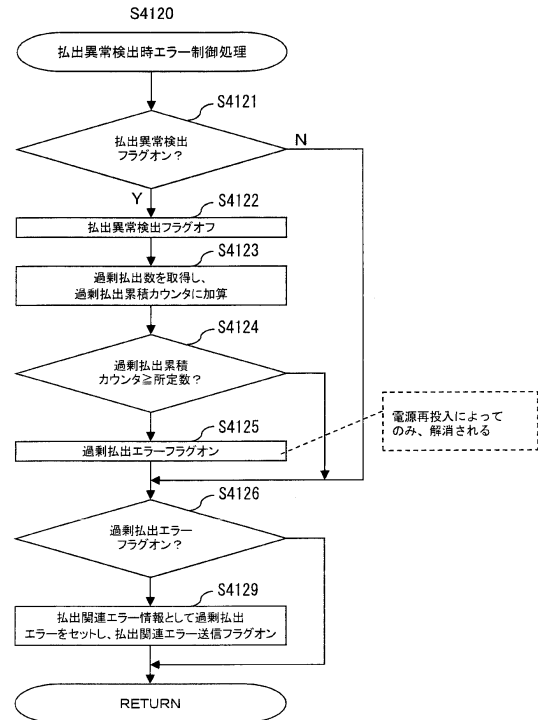 S4120
払出異常検出時エラー制御処理
S4121
払出異常検出
フラグオン？
N
Y
S4122
払出異常検出フラグオフ
S4123
過剰払出数を取得し、
過剰払出累積カウンタに加算
S4124
過剰払出累積
カウンタ≧所定数？
S4125
過剰払出エラーフラグオン
電源再投入によって
のみ、解消される
S4126
過剰払出エラー
フラグオン？
S4129
払出関連エラー情報として過剰払出
エラーをセットし、払出関連エラー送信フラグオン
RETURN